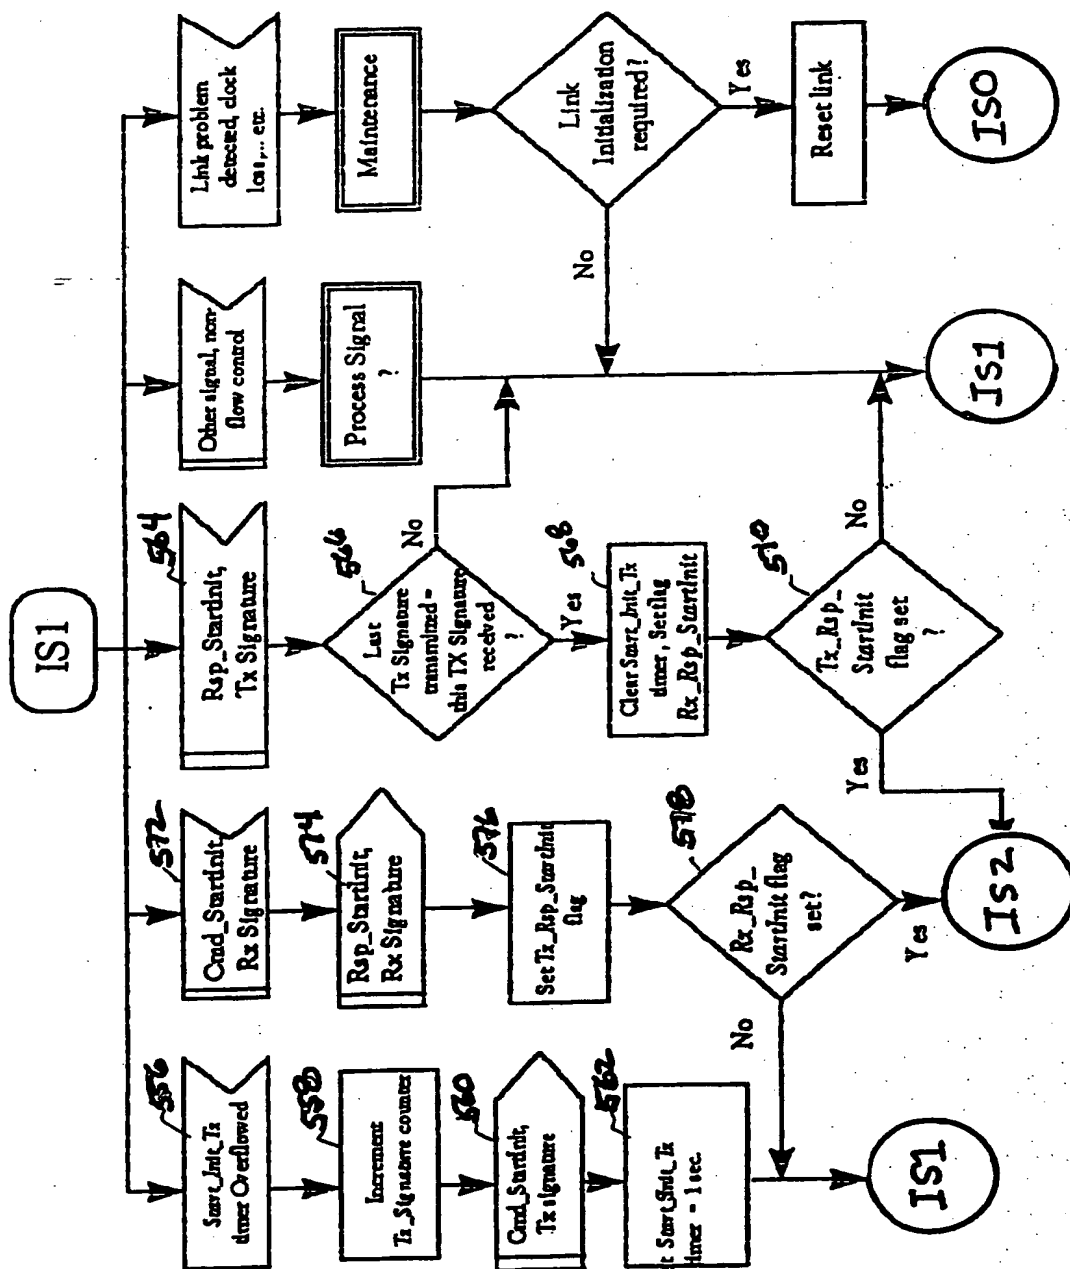 IS1
556
Start_Init_Tx
timer Overflowed
558
Increment
Tx_Signature counter
560
Cmd_StartInit,
Tx signature
562
Start_Init_Tx
timer = 1 sec.
IS1
572
Cmd_StartInit,
Rx Signature
574
Rsp_StartInit,
Rx Signature
576
Set Tx_Rsp_StartInit
flag
578
Rx_Rsp_
StartInit flag
set?
No
Yes
IS2
564
Rsp_StartInit,
Tx Signature
566
Last
Tx Signature
transmitted =
this TX Signature
received
?
No
Yes
568
Clear Start_Init_Tx
timer, Set flag
Rx_Rsp_StartInit
570
Tx_Rsp_
StartInit
flag set
?
No
Yes
Other signal, non-
flow control
Process Signal
?
IS1
Link problem
detected, clock
loss,... etc.
Maintenance
Link
Initialization
required?
No
Yes
Reset link
IS0